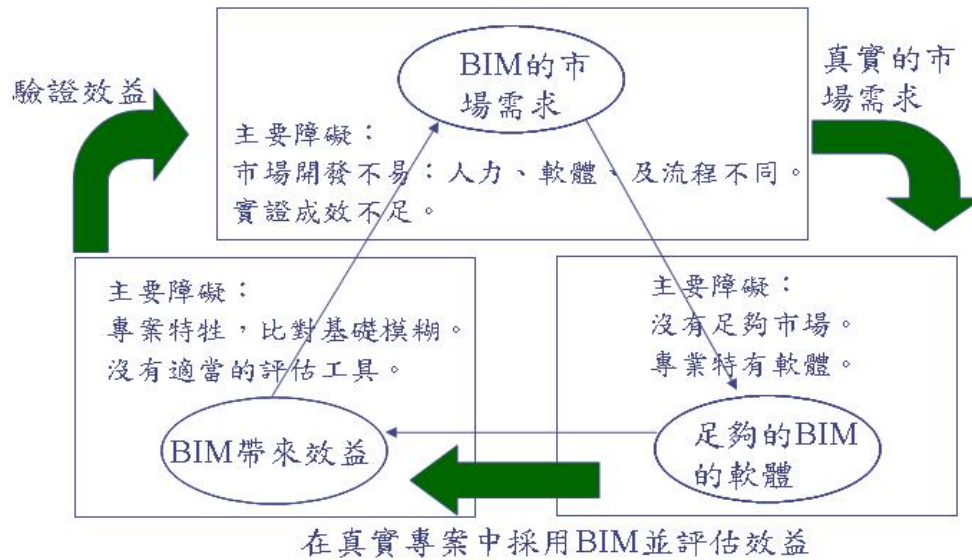 驗證效益
BIM的市
場需求
真實的市
場需求
主要障礙：
市場開發不易：人力、軟體、及流程不同。
實證成效不足。
主要障礙：
專案特性，比對基礎模糊。
沒有適當的評估工具。
BIM帶來效益
主要障礙：
沒有足夠市場。
專業特有軟體。
足夠的BIM
的軟體
在真實專案中採用BIM並評估效益